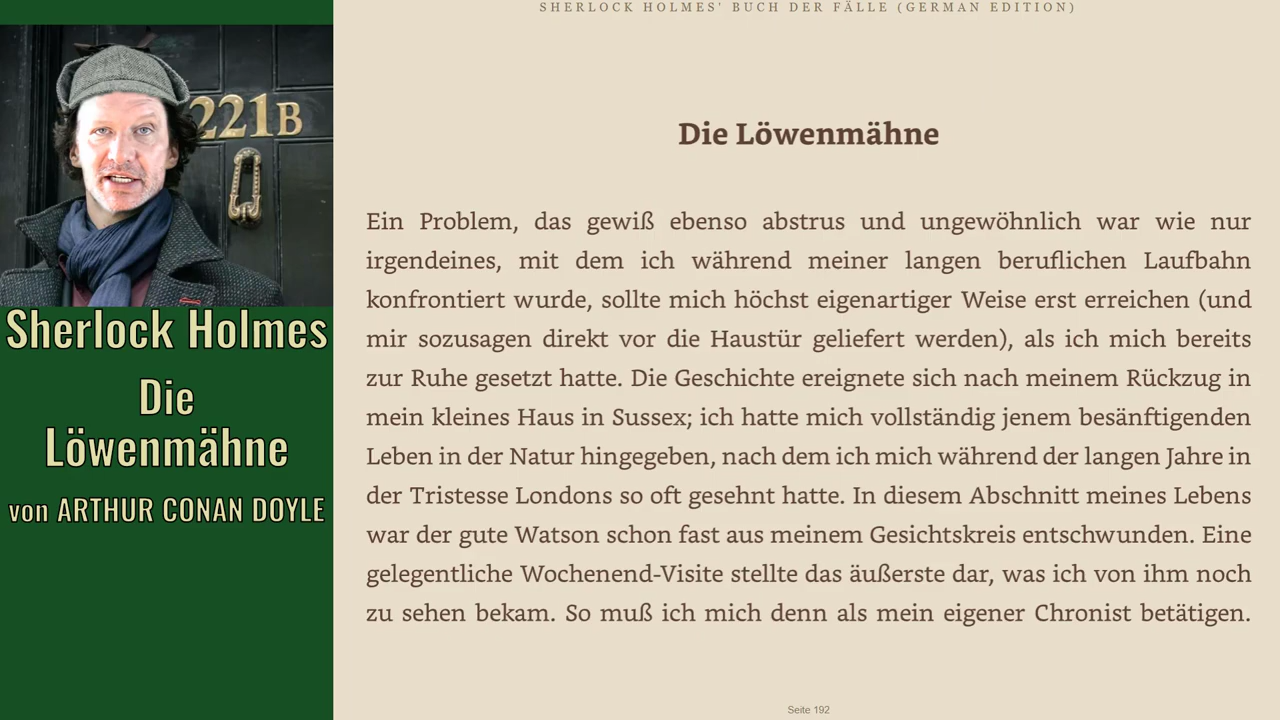 SHERLOCK HOLMES' BUCH DER FÄLLE (GERMAN EDITION)
221B
Sherlock Holmes
Die
Löwenmähne
von ARTHUR CONAN DOYLE
Die Löwenmähne
Ein Problem, das gewiß ebenso abstrus und ungewöhnlich war wie nur
irgendeines, mit dem ich während meiner langen beruflichen Laufbahn
konfrontiert wurde, sollte mich höchst eigenartiger Weise erst erreichen (und
mir sozusagen direkt vor die Haustür geliefert werden), als ich mich bereits
zur Ruhe gesetzt hatte. Die Geschichte ereignete sich nach meinem Rückzug in
mein kleines Haus in Sussex; ich hatte mich vollständig jenem besänftigenden
Leben in der Natur hingegeben, nach dem ich mich während der langen Jahre in
der Tristesse Londons so oft gesehnt hatte. In diesem Abschnitt meines Lebens
war der gute Watson schon fast aus meinem Gesichtskreis entschwunden. Eine
gelegentliche Wochenend-Visite stellte das äußerste dar, was ich von ihm noch
zu sehen bekam. So muß ich mich denn als mein eigener Chronist betätigen.
Seite 192